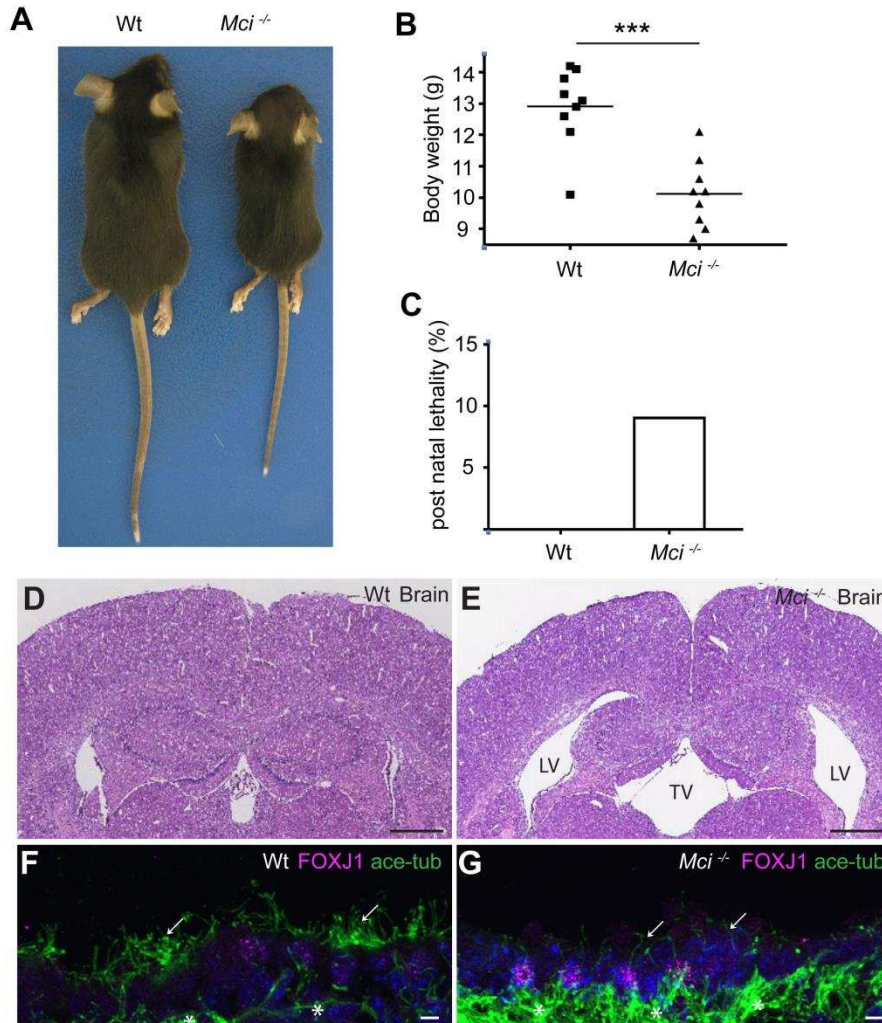 A
Wt
Mci -/-
B
***
Body weight (g)
14
13
12
11
10
9
Wt
Mci -/-
C
post natal lethality (%)
15
10
5
Wt
Mci -/-
D
Wt Brain
E
Mci -/- Brain
LV
TV
LV
F
Wt FOXJ1 ace-tub
*
*
G
Mci -/- FOXJ1 ace-tub
*
*
*